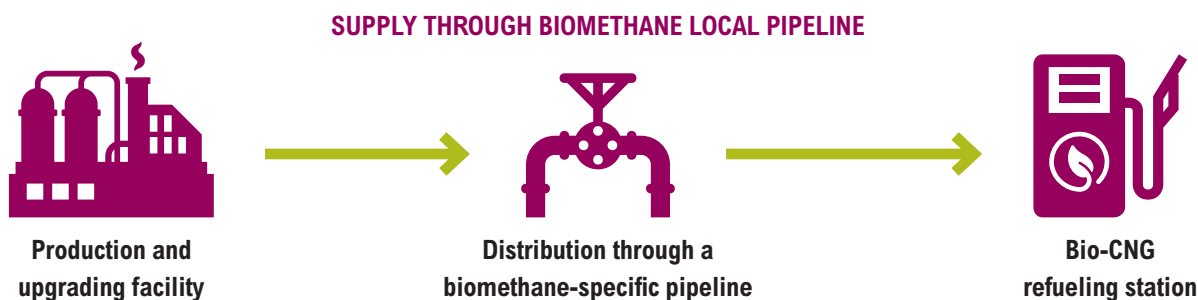 SUPPLY THROUGH BIOMETHANE LOCAL PIPELINE
Production and
upgrading facility
Distribution through a
biomethane-specific pipeline
Bio-CNG
refueling station